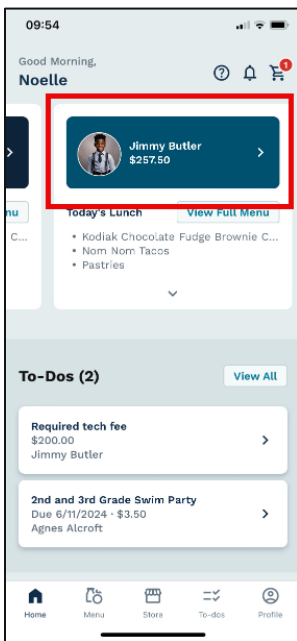 09:54
Good Morning,
Noelle
1
Jimmy Butler
$257.50
nu
Today's Lunch
View Full Menu
C...
Kodiak Chocolate Fudge Brownie C...
Nom Nom Tacos
Pastries
To-Dos (2)
View All
Required tech fee
$200.00
Jimmy Butler
2nd and 3rd Grade Swim Party
Due 6/11/2024 · $3.50
Agnes Alcroft
Home
Menu
Store
To-dos
Profile